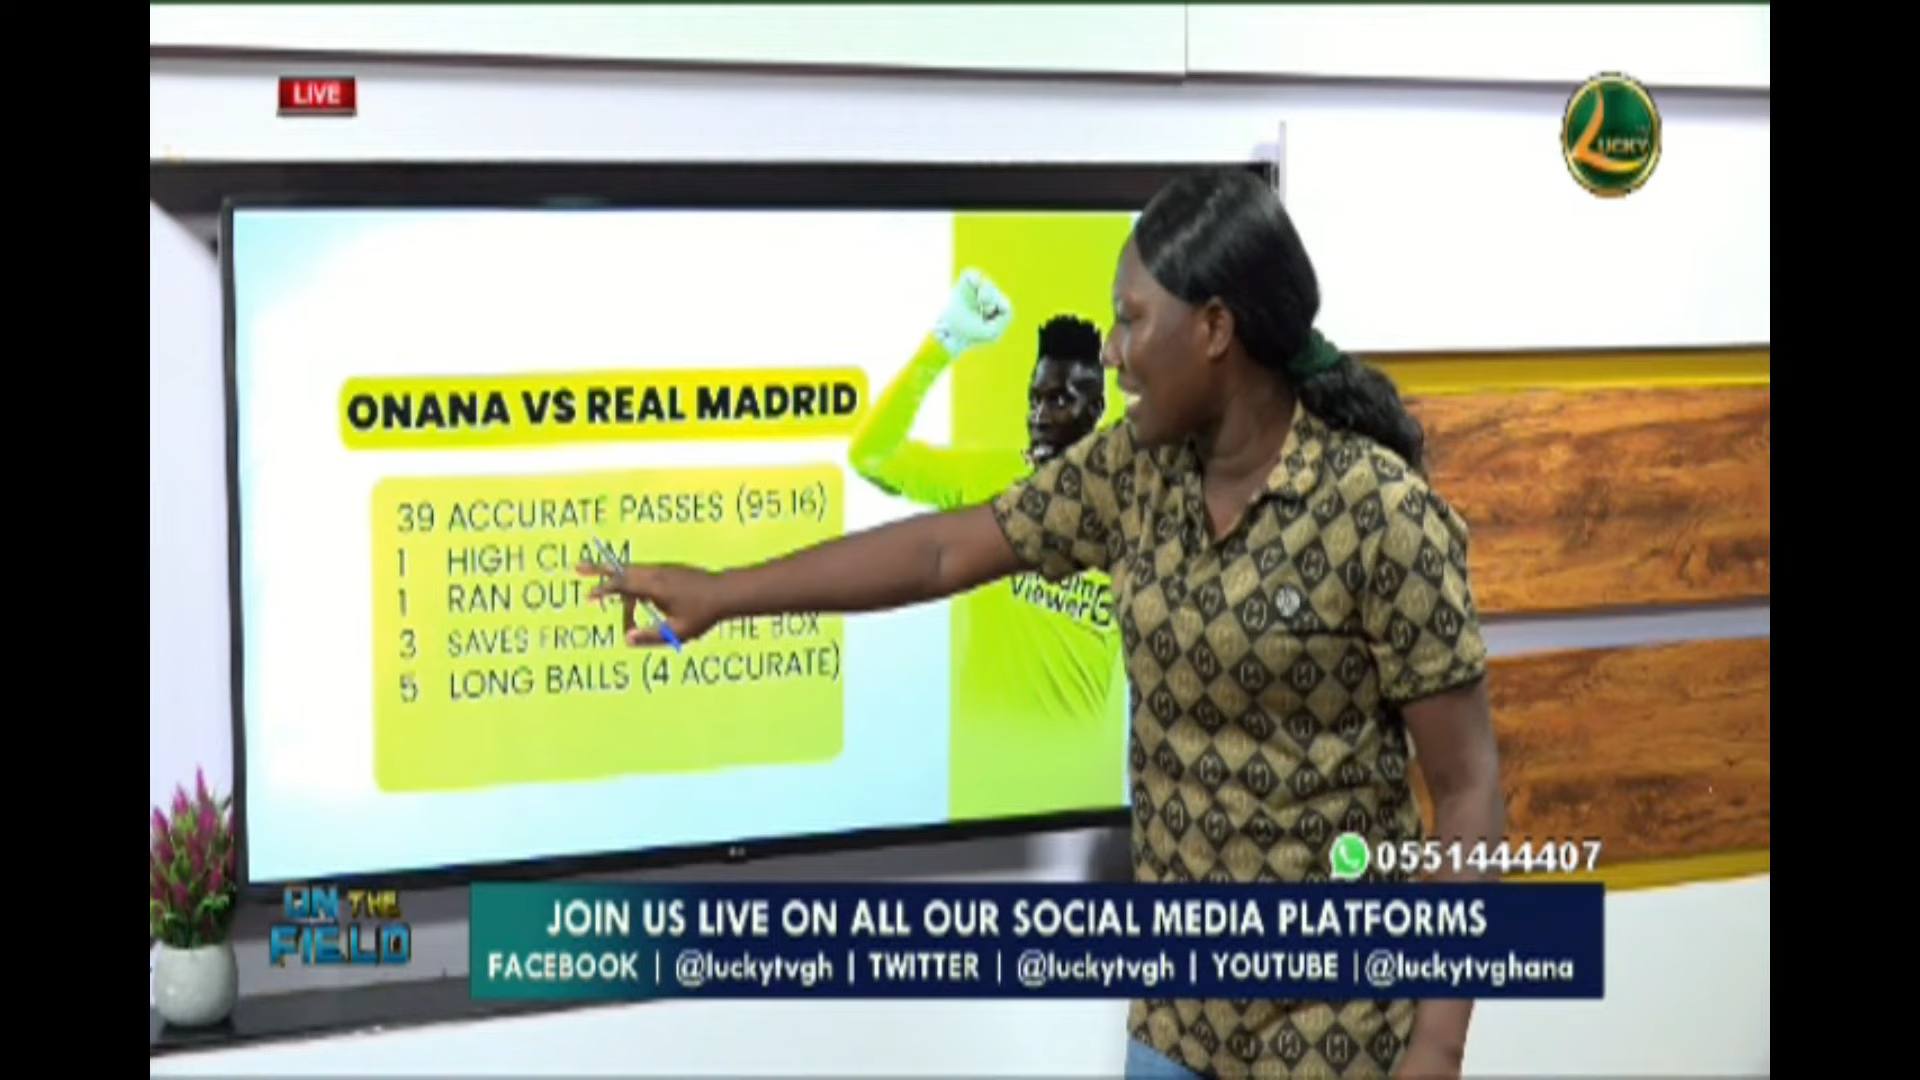 LIVE
LUCKY
ONANA VS REAL MADRID
39 ACCURATE PASSES (95.16)
1 HIGH CLAIM
1 RAN OUT
3 SAVES FROM THE BOX
5 LONG BALLS (4 ACCURATE)
Viewer
0551444407
ON THE FIELD
JOIN US LIVE ON ALL OUR SOCIAL MEDIA PLATFORMS
FACEBOOK | @luckytvgh | TWITTER | @luckytvgh | YOUTUBE | @luckytvghana